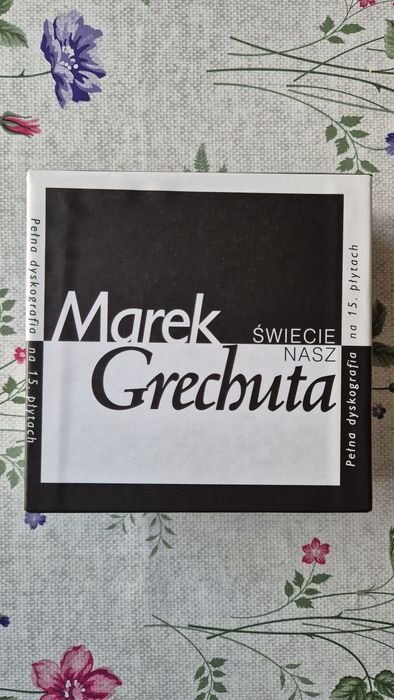 Marek
ŚWIECIE
NASZ
Grechuta
Pełna dyskografia na 15. płytach
Pełna dyskografia na 15. płytach